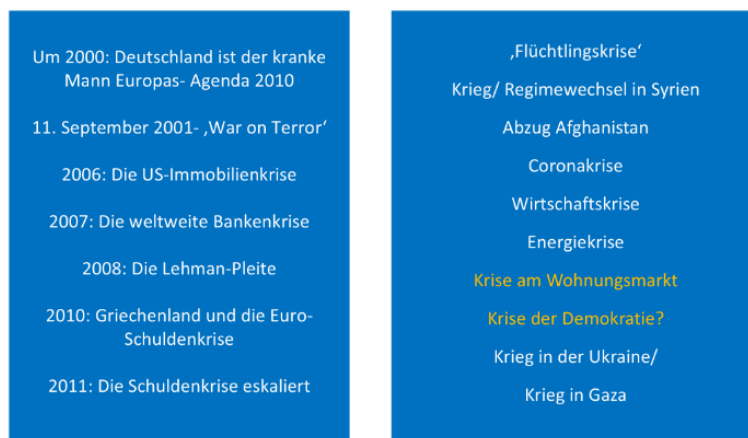 Um 2000: Deutschland ist der kranke
Mann Europas- Agenda 2010
11. September 2001- ‚War on Terror‘
2006: Die US-Immobilienkrise
2007: Die weltweite Bankenkrise
2008: Die Lehman-Pleite
2010: Griechenland und die Euro-
Schuldenkrise
2011: Die Schuldenkrise eskaliert
‚Flüchtlingskrise‘
Krieg/ Regimewechsel in Syrien
Abzug Afghanistan
Coronakrise
Wirtschaftskrise
Energiekrise
Krise am Wohnungsmarkt
Krise der Demokratie?
Krieg in der Ukraine/
Krieg in Gaza